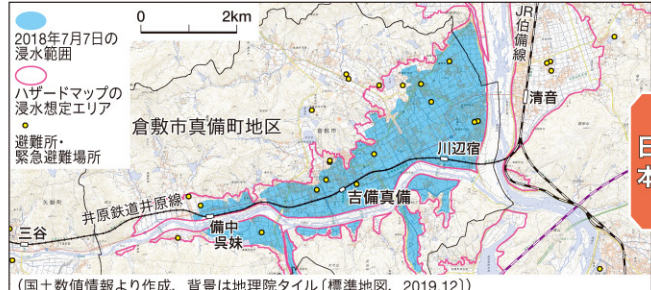 0 2km
2018年7月7日の
浸水範囲
ハザードマップの
浸水想定エリア
避難所・
緊急避難場所
倉敷市真備町地区
JR伯備線
清音
川辺宿
吉備真備
井原鉄道井原線
備中
呉妹
三谷
日本
(国土数値情報より作成、背景は地理院タイル〔標準地図、2019.12〕)